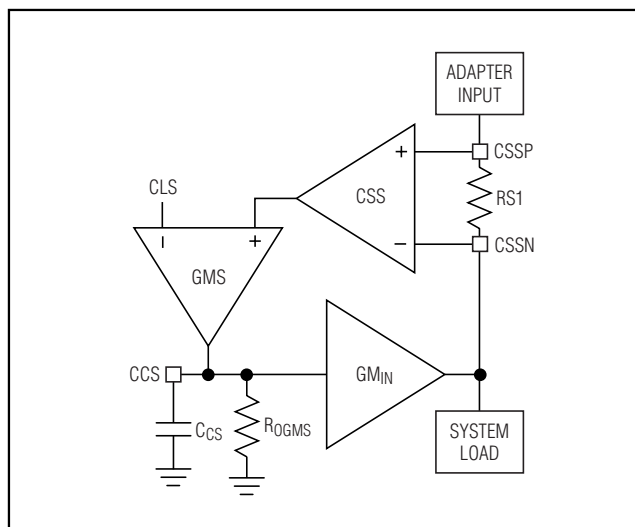 ADAPTER
INPUT
CSSP
+
CSS
RS1
CLS
−
CSSN
−
+
GMS
CCS
GMIN
CCS
ROGMS
SYSTEM
LOAD